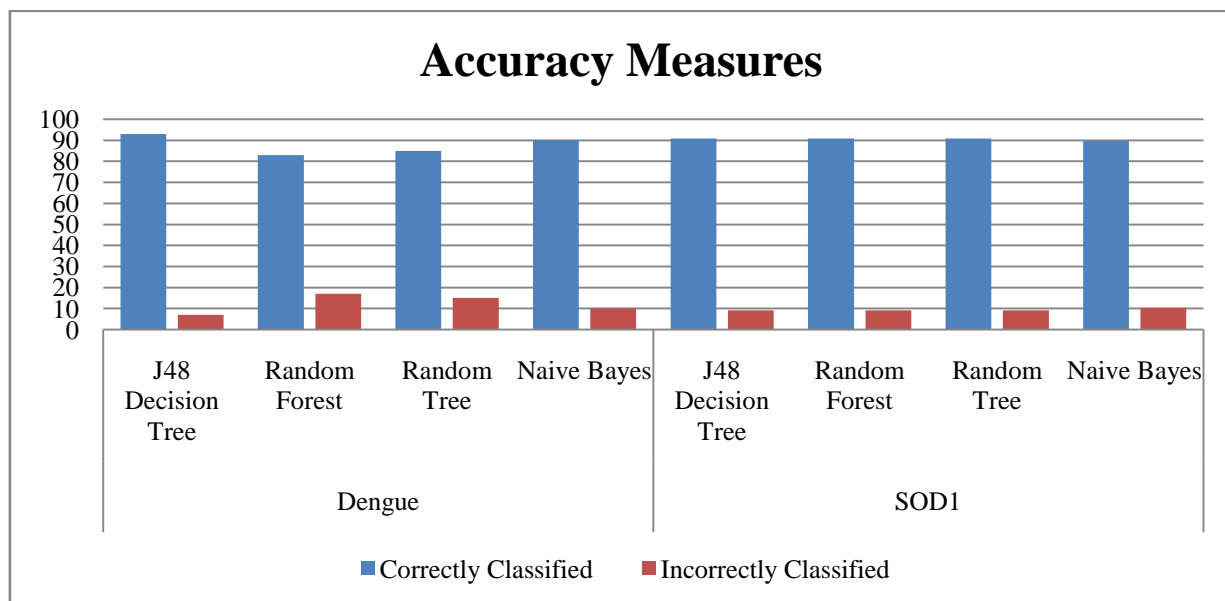 Accuracy Measures
100
90
80
70
60
50
40
30
20
10
0
J48
Decision
Tree
Random
Forest
Random
Tree
Naive Bayes
J48
Decision
Tree
Random
Forest
Random
Tree
Naive Bayes
Dengue
SOD1
Correctly Classified
Incorrectly Classified